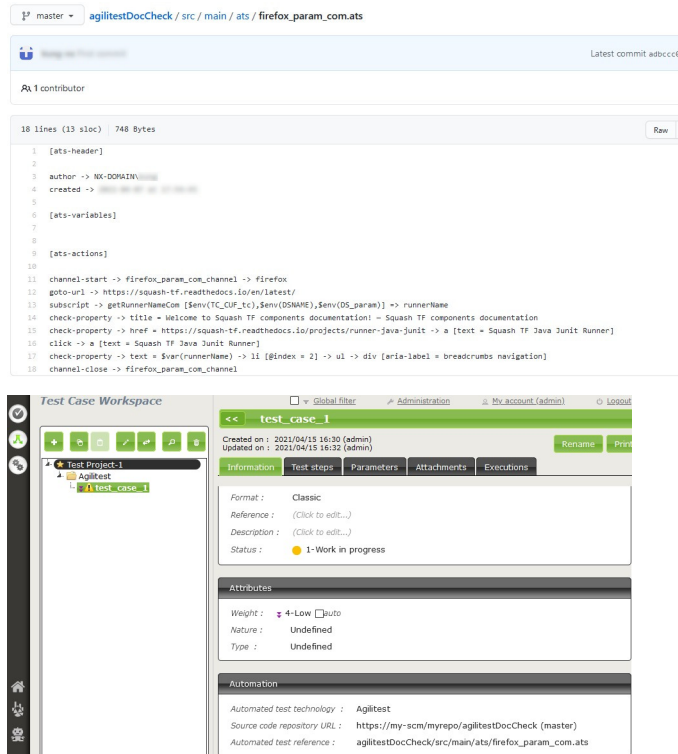 master
agilitestDocCheck / src / main / ats / firefox_param_com.ats
Latest commit adbccc
1 contributor
18 lines (13 sloc) 748 Bytes
Raw
1 [ats-header]
2
3 author -> NX-DOMAIN\
4 created ->
5
6 [ats-variables]
7
8
9 [ats-actions]
10
11 channel-start -> firefox_param_com_channel -> firefox
12 goto-url -> https://squash-tf.readthedocs.io/en/latest/
13 subscript -> getRunnerNameCom [$env(TC_CUF_tc),$env(DSNAME),$env(DS_param)] => runnerName
14 check-property -> title = Welcome to Squash TF components documentation! — Squash TF components documentation
15 check-property -> href = https://squash-tf.readthedocs.io/projects/runner-java-junit -> a [text = Squash TF Java Junit Runner]
16 click -> a [text = Squash TF Java Junit Runner]
17 check-property -> text = $var(runnerName) -> li [@index = 2] -> ul -> div [aria-label = breadcrumbs navigation]
18 channel-close -> firefox_param_com_channel
Test Case Workspace
Global filter Administration My account (admin) Logout
<< test_case_1
Created on : 2021/04/15 16:30 (admin)
Updated on : 2021/04/15 16:32 (admin)
Rename Print
Test Project-1
Agilitest
test_case_1
Information Test steps Parameters Attachments Executions
Format : Classic
Reference : (Click to edit...)
Description : (Click to edit...)
Status : 1-Work in progress
Attributes
Weight : 4-Low auto
Nature : Undefined
Type : Undefined
Automation
Automated test technology : Agilitest
Source code repository URL : https://my-scm/myrepo/agilitestDocCheck (master)
Automated test reference : agilitestDocCheck/src/main/ats/firefox_param_com.ats